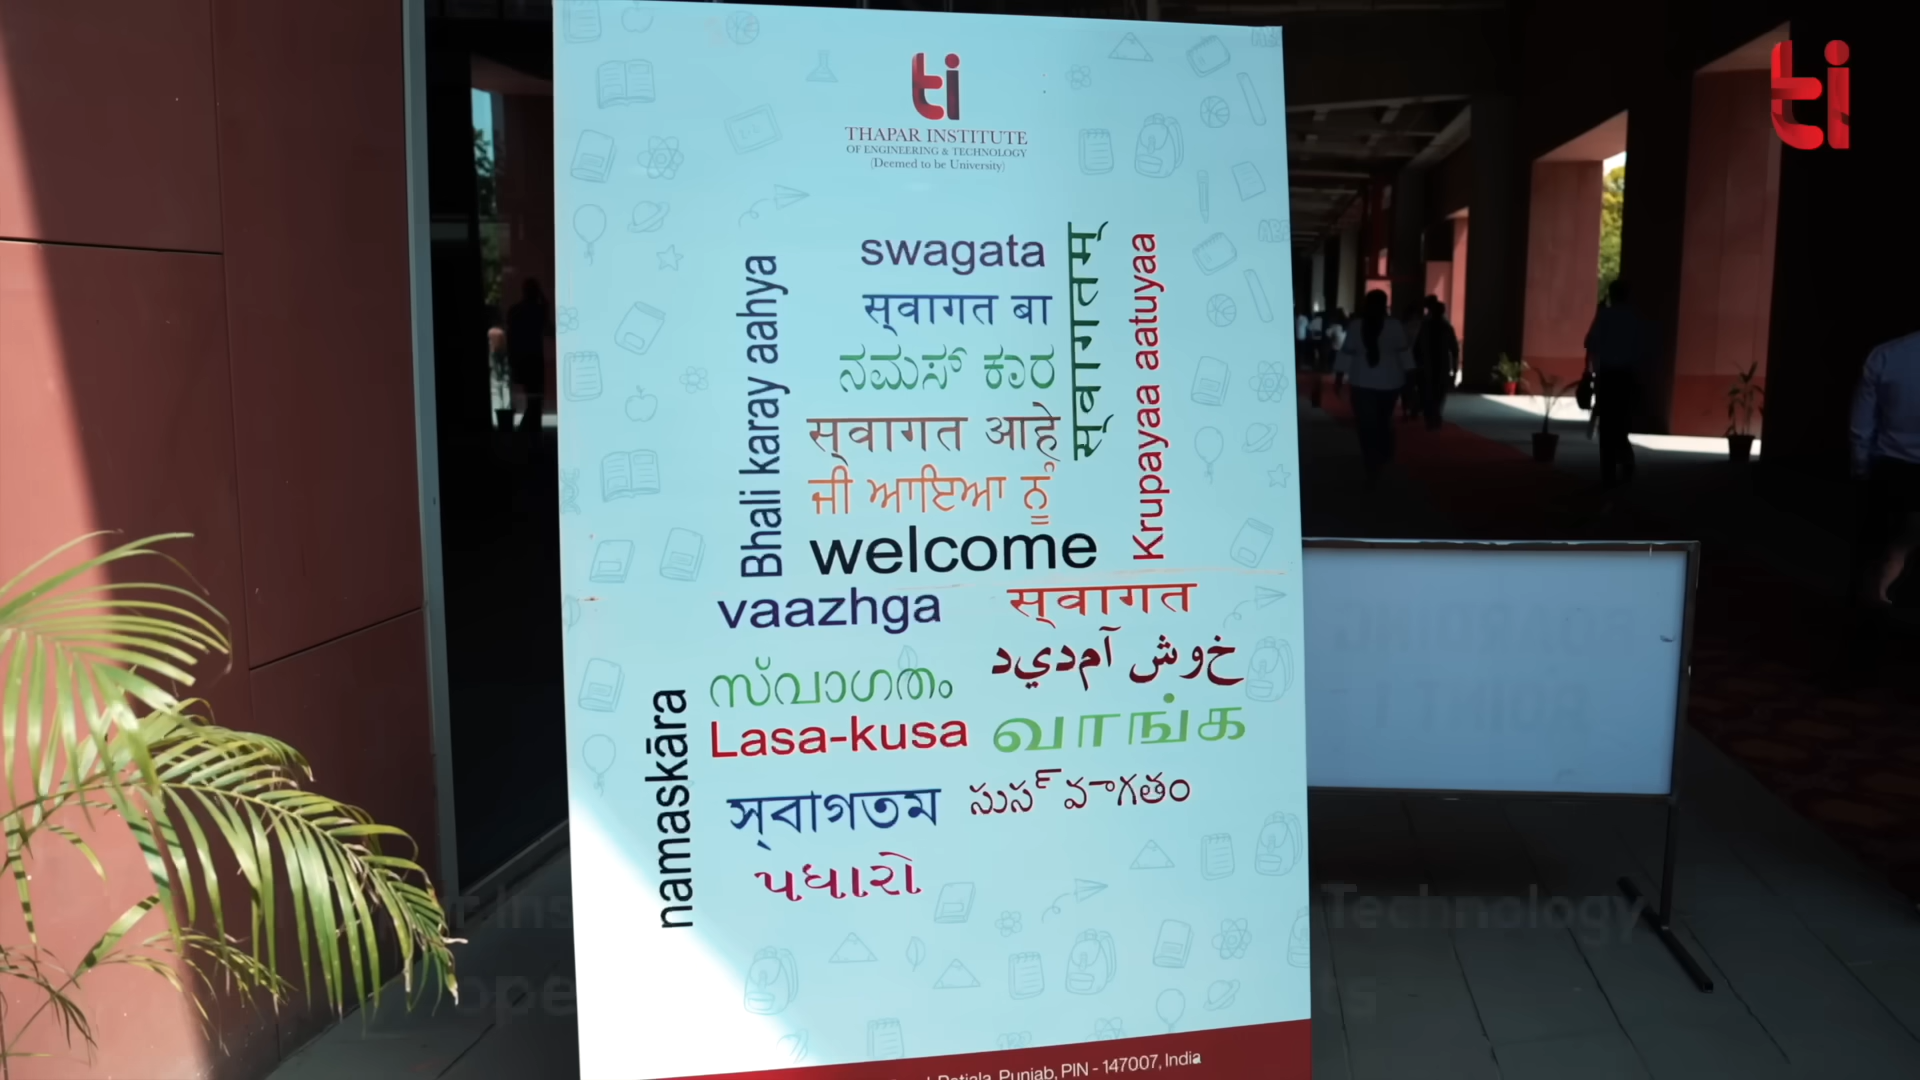 ti
ti
THAPAR INSTITUTE
OF ENGINEERING & TECHNOLOGY
(Deemed to be University)
swagata
स्‌वागत बा
ನಮಸ್ ಕಾರ
स्‌वागत आहे
ਜੀ ਆਇਆ ਨੂੰ
welcome
Bhali karay aahya
स्‌वागतम्
Krupayaa aatuyaa
vaazhga
स्‌वागत
സ്വാഗതം
خوش آمدید
Lasa-kusa
வாங்க
namaskāra
স্‌বাগতম
సుస్‌ వాగతం
પધારો
Punjab, PIN - 147007, India
Technology